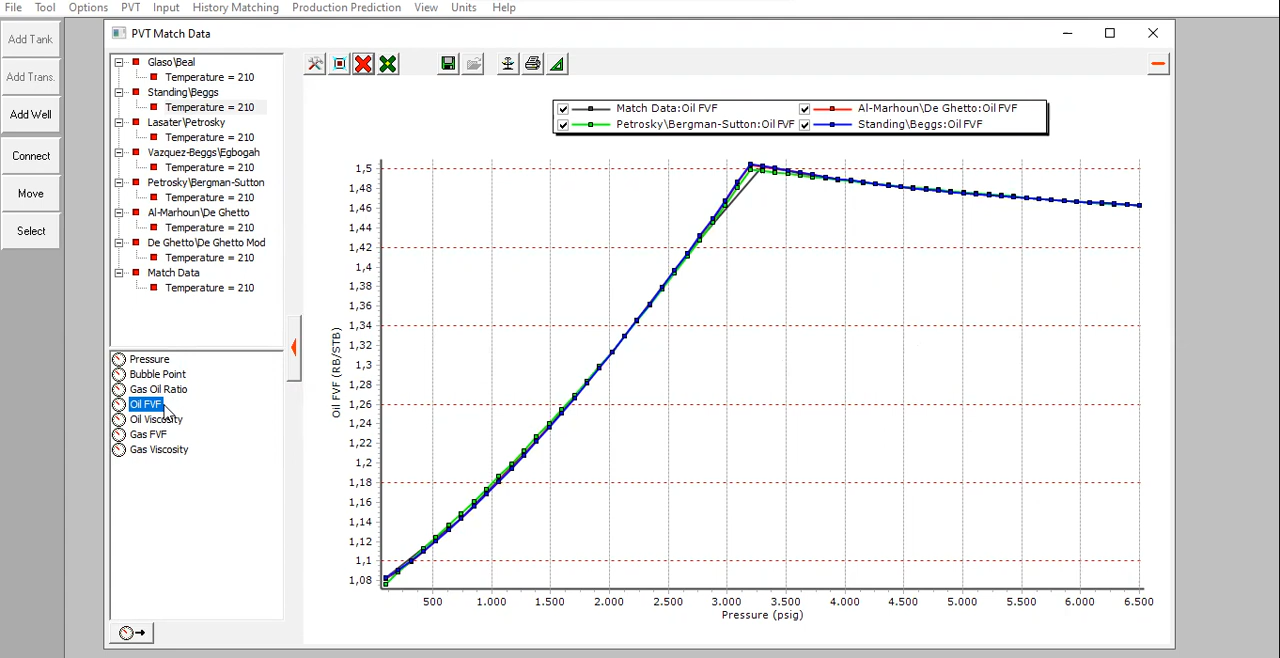 File Tool Options PVT Input History Matching Production Prediction View Units Help
Add Tank
Add Trans.
Add Well
Connect
Move
Select
PVT Match Data
Glaso\Beal
Temperature = 210
Standing\Beggs
Temperature = 210
Lasater\Petrosky
Temperature = 210
Vazquez-Beggs\Egbogah
Temperature = 210
Petrosky\Bergman-Sutton
Temperature = 210
Al-Marhoun\De Ghetto
Temperature = 210
De Ghetto\De Ghetto Mod
Temperature = 210
Match Data
Temperature = 210
Pressure
Bubble Point
Gas Oil Ratio
Oil FVF
Oil Viscosity
Gas FVF
Gas Viscosity
Match Data:Oil FVF Al-Marhoun\De Ghetto:Oil FVF
Petrosky\Bergman-Sutton:Oil FVF Standing\Beggs:Oil FVF
Oil FVF (RB/STB)
1,5
1,48
1,46
1,44
1,42
1,4
1,38
1,36
1,34
1,32
1,3
1,28
1,26
1,24
1,22
1,2
1,18
1,16
1,14
1,12
1,1
1,08
500 1.000 1.500 2.000 2.500 3.000 3.500 4.000 4.500 5.000 5.500 6.000 6.500
Pressure (psig)